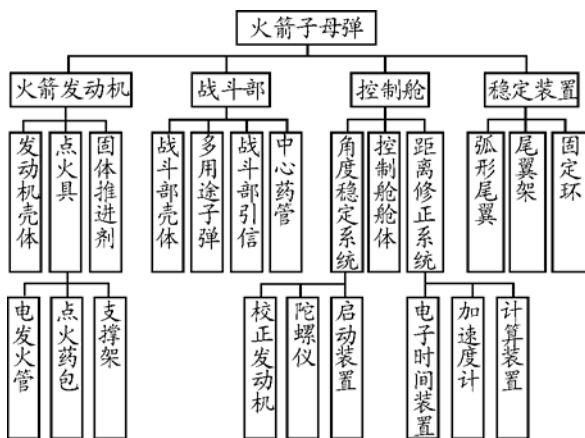 火箭子母弹
火箭发动机
战斗部
控制舱
稳定装置
发动机壳体
点火具
固体推进剂
战斗部壳体
多用途子弹
战斗部引信
中心药管
角度稳定系统
控制舱舱体
距离修正系统
弧形尾翼
尾翼架
固定环
电发火管
点火药包
支撑架
校正发动机
陀螺仪
启动装置
电子时间装置
加速度计
计算装置